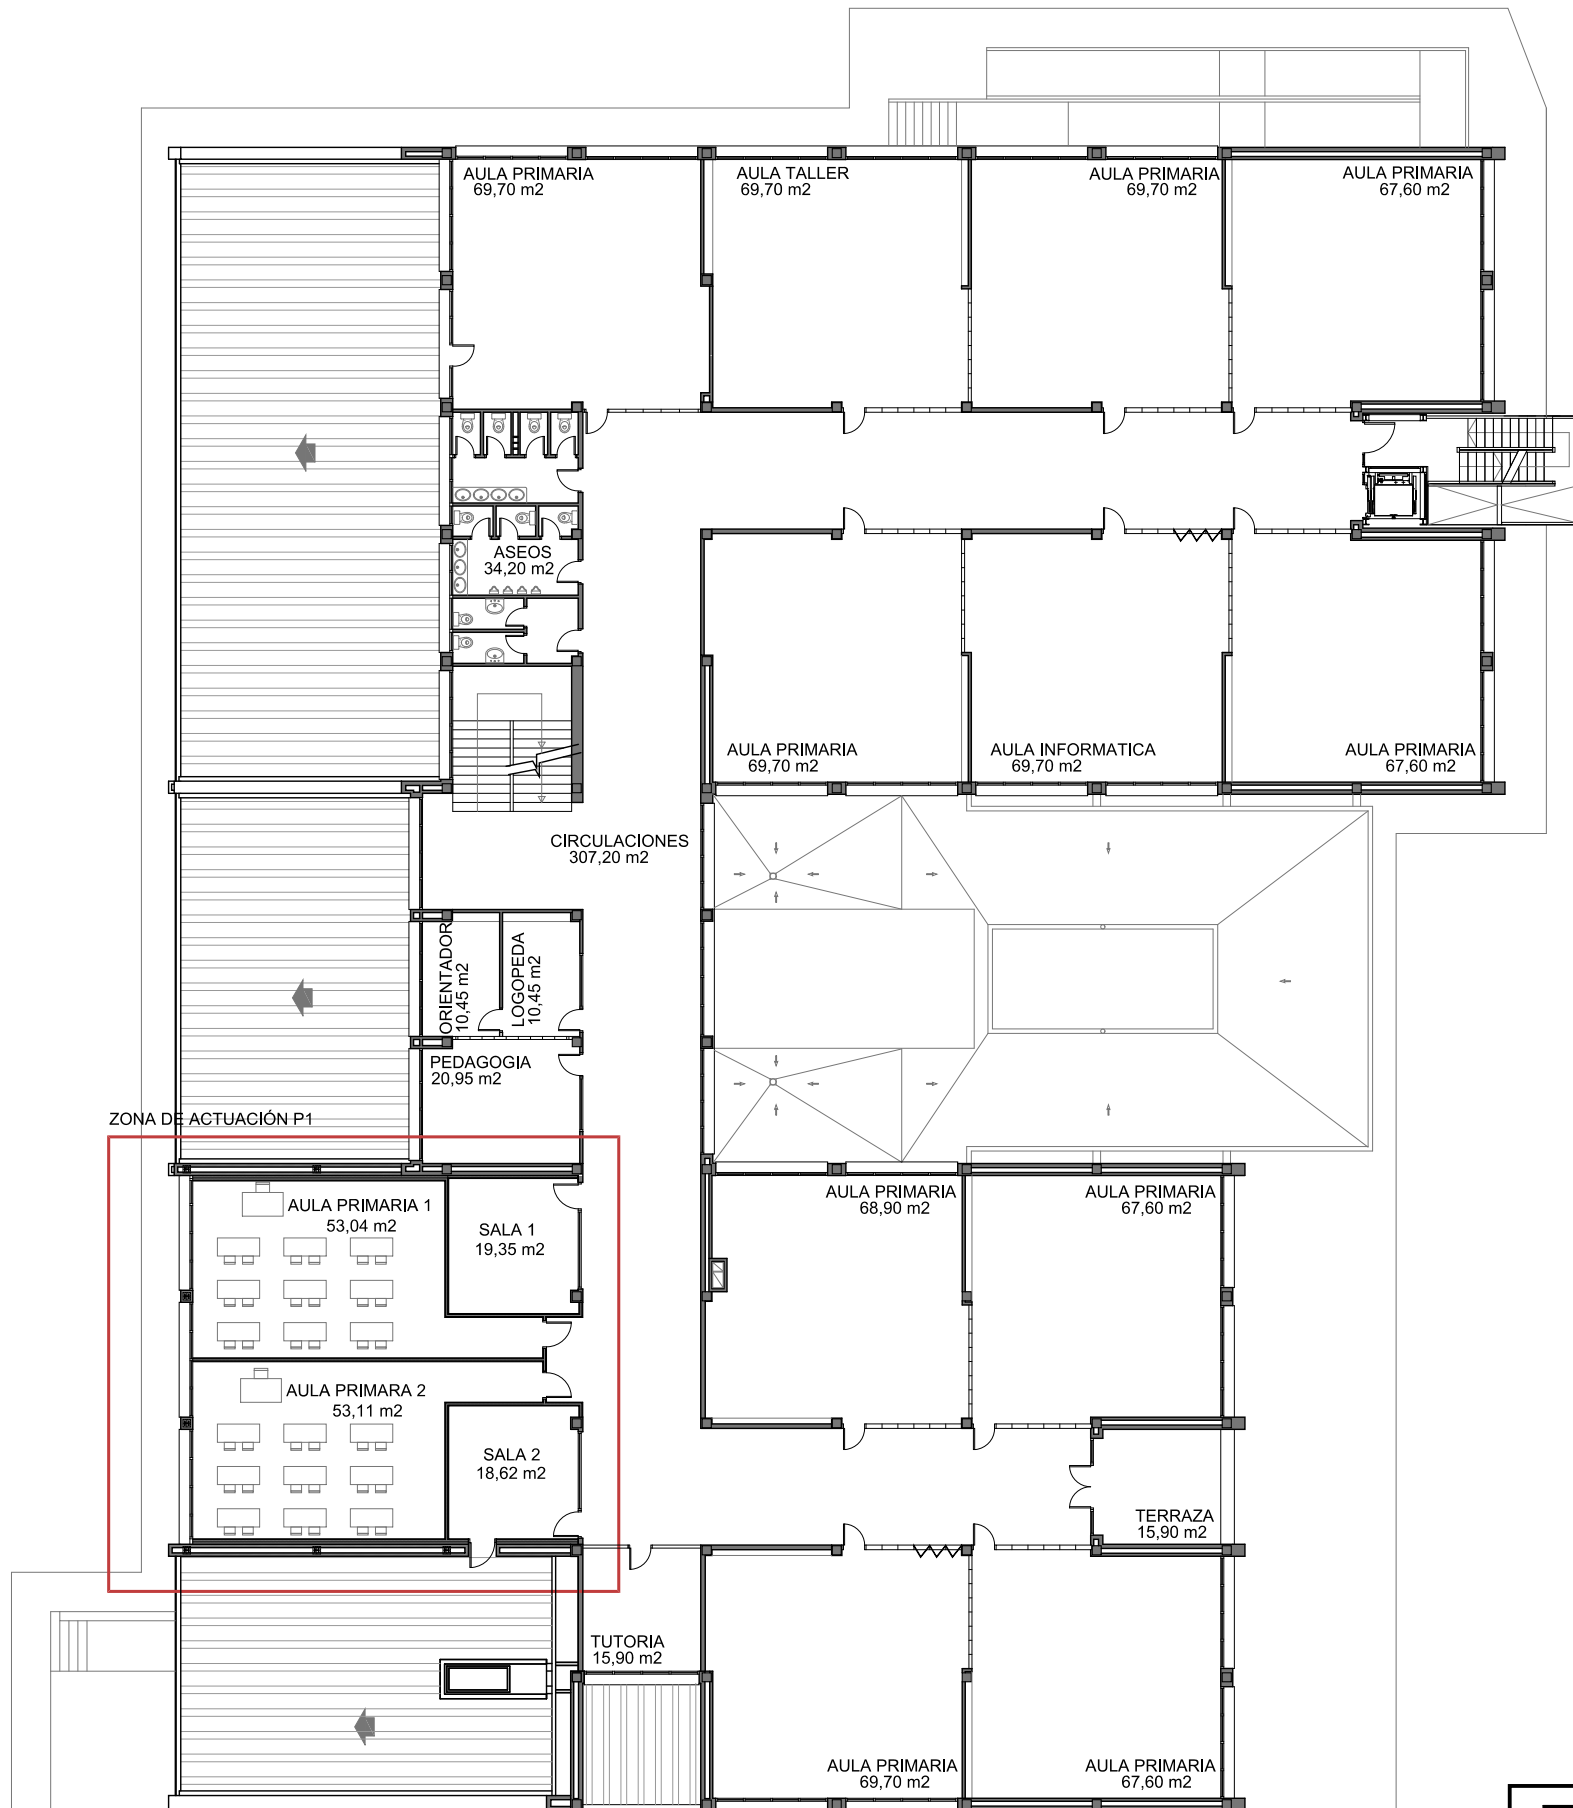 AULA PRIMARIA
69,70 m2
AULA TALLER
69,70 m2
AULA PRIMARIA
69,70 m2
AULA PRIMARIA
67,60 m2
ASEOS
34,20 m2
AULA PRIMARIA
69,70 m2
AULA INFORMATICA
69,70 m2
AULA PRIMARIA
67,60 m2
CIRCULACIONES
307,20 m2
ORIENTADOR
10,45 m2
LOGOPEDA
10,45 m2
PEDAGOGIA
20,95 m2
ZONA DE ACTUACIÓN P1
AULA PRIMARIA 1
53,04 m2
SALA 1
19,35 m2
AULA PRIMARIA
68,90 m2
AULA PRIMARIA
67,60 m2
AULA PRIMARA 2
53,11 m2
SALA 2
18,62 m2
TERRAZA
15,90 m2
TUTORIA
15,90 m2
AULA PRIMARIA
69,70 m2
AULA PRIMARIA
67,60 m2